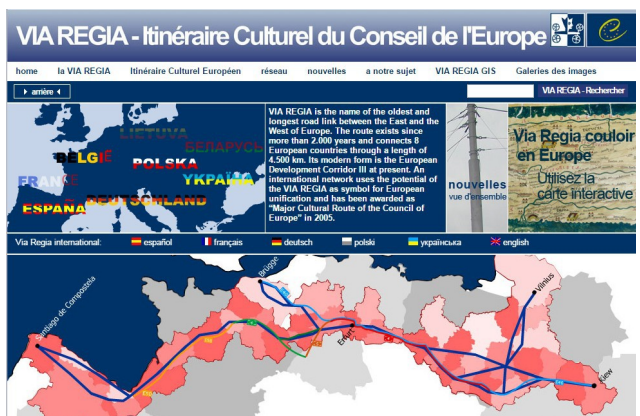 VIA REGIA - Itinéraire Culturel du Conseil de l'Europe
home la VIA REGIA Itinéraire Culturel Européen réseau nouvelles a notre sujet VIA REGIA GIS Galeries des images
arrière VIA REGIA - Rechercher
LIETUVA
БЕЛАРУСЬ
BELGIË
POLSKA
FRANCE
УКРАЇНА
DEUTSCHLAND
ESPAÑA
VIA REGIA is the name of the oldest and
longest road link between the East and the
West of Europe. The route exists since
more than 2.000 years and connects 8
European countries through a length of
4.500 km. Its modern form is the European
Development Corridor III at present. An
international network uses the potential of
the VIA REGIA as symbol for European
unification and has been awarded as
"Major Cultural Route of the Council of
Europe" in 2005.
nouvelles
vue d'ensemble
Via Regia couloir
en Europe
Utilisez la
carte interactive
Via Regia international: español français deutsch polski українська english
Santiago de Compostela
Brügge
Erfurt
Vilnius
Kiew